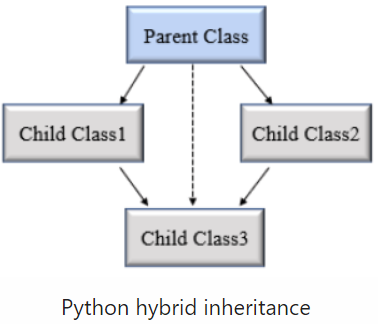 Parent Class
Child Class1
Child Class2
Child Class3
Python hybrid inheritance